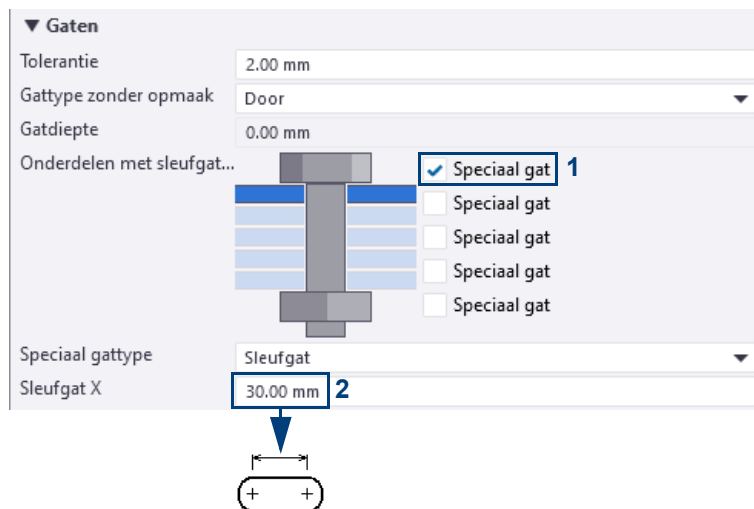 ▼ Gaten
Tolerantie 2.00 mm
Gattype zonder opmaak Door
Gatdiepte 0.00 mm
Onderdelen met sleufgat... Speciaal gat 1
Speciaal gat
Speciaal gat
Speciaal gat
Speciaal gat
Speciaal gattype Sleufgat
Sleufgat X 30.00 mm 2